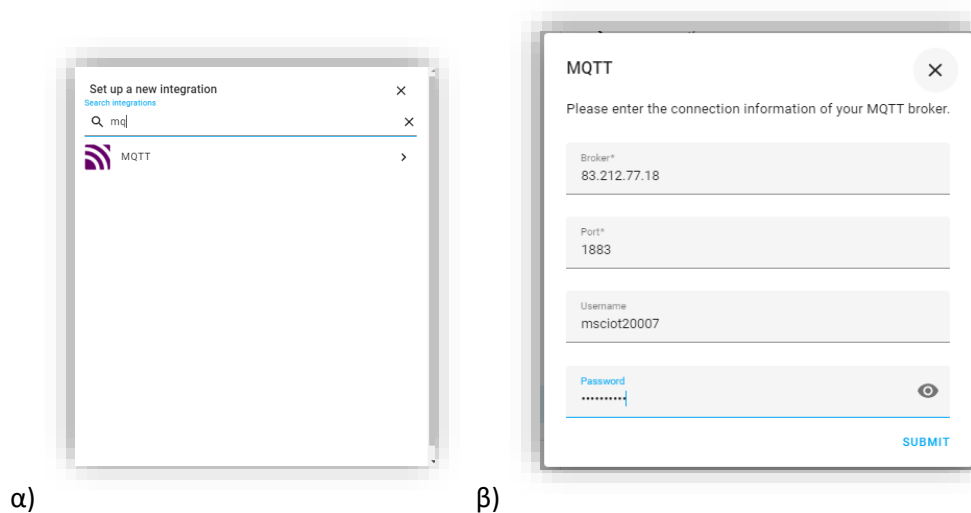 Set up a new integration
Search integrations
mq
MQTT
α)
MQTT
Please enter the connection information of your MQTT broker.
Broker*
83.212.77.18
Port*
1883
Username
msciot20007
Password
••••••••••
SUBMIT
β)